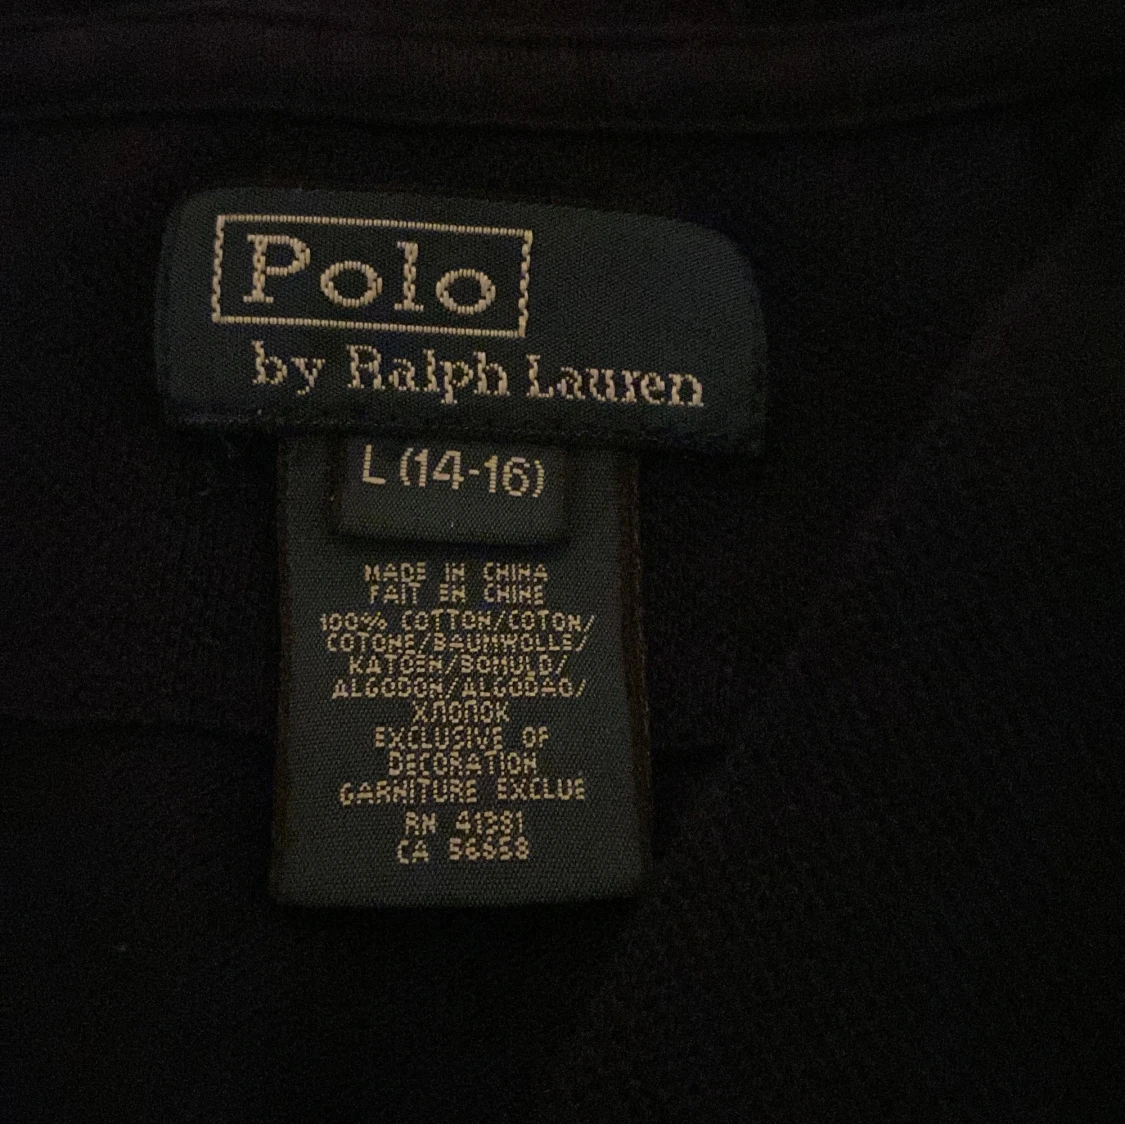 Polo
by Ralph Lauren
L (14-16)
MADE IN CHINA
FAIT EN CHINE
100% COTTON/COTON/
COTONE/BAUMWOLLE/
KATOEN/BOMULD/
ALGODON/ALGODAO/
ХЛОПОК
EXCLUSIVE OF
DECORATION
GARNITURE EXCLUE
RN 41381
CA 56858